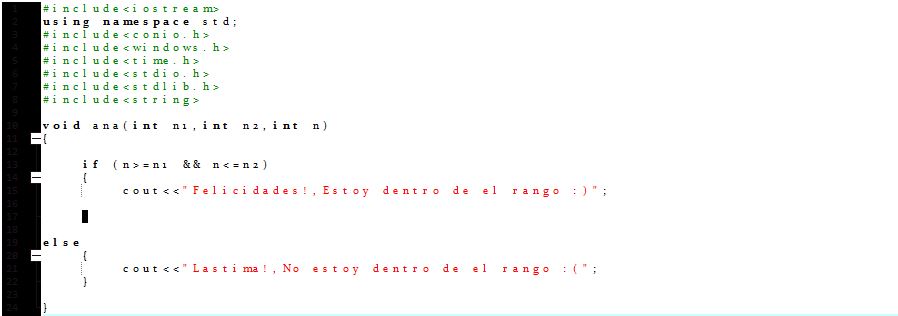 #include<iostream>
using namespace std;
#include<conio.h>
#include<windows.h>
#include<time.h>
#include<stdio.h>
#include<stdlib.h>
#include<string>
void ana(int n1,int n2,int n)
{
if (n>=n1 && n<=n2)
{
cout<<"Felicidades!,Estoy dentro de el rango :)";
else
{
cout<<"Lastima!,No estoy dentro de el rango :(";
}
}